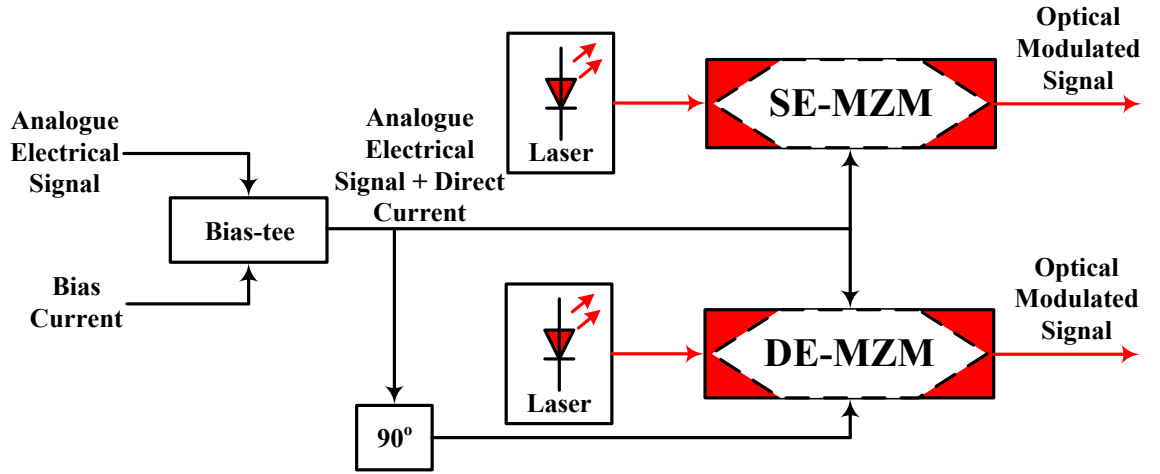 Optical
Modulated
Signal
SE-MZM
Laser
Analogue
Electrical
Signal
Analogue
Electrical
Signal + Direct
Current
Bias-tee
Bias
Current
Optical
Modulated
Signal
DE-MZM
Laser
90º